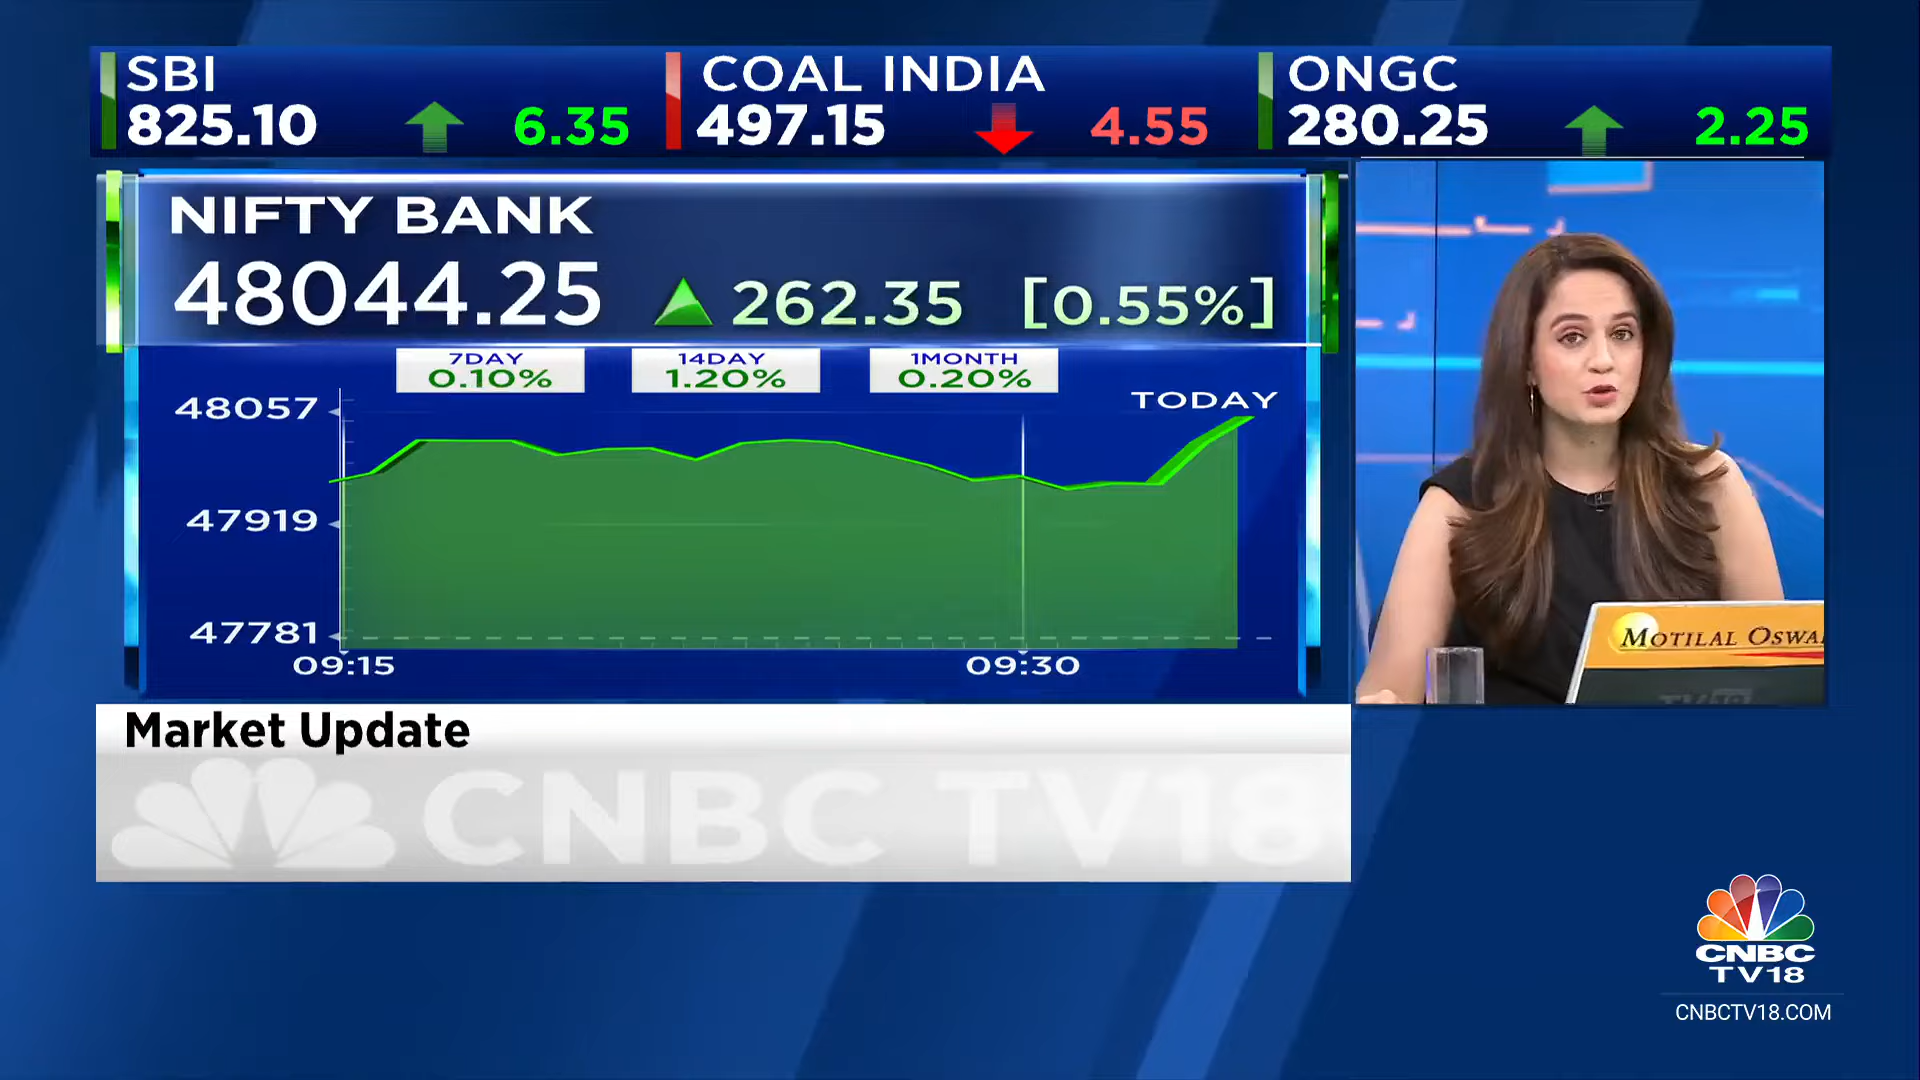 SBI
825.10 6.35
COAL INDIA
497.15 4.55
ONGC
280.25 2.25
NIFTY BANK
48044.25 262.35 [0.55%]
7DAY
0.10%
14DAY
1.20%
1MONTH
0.20%
TODAY
48057
47919
47781
09:15 09:30
MOTILAL OSWA
TV18
Market Update
CNBC TV18
CNBC
TV18
CNBCTV18.COM